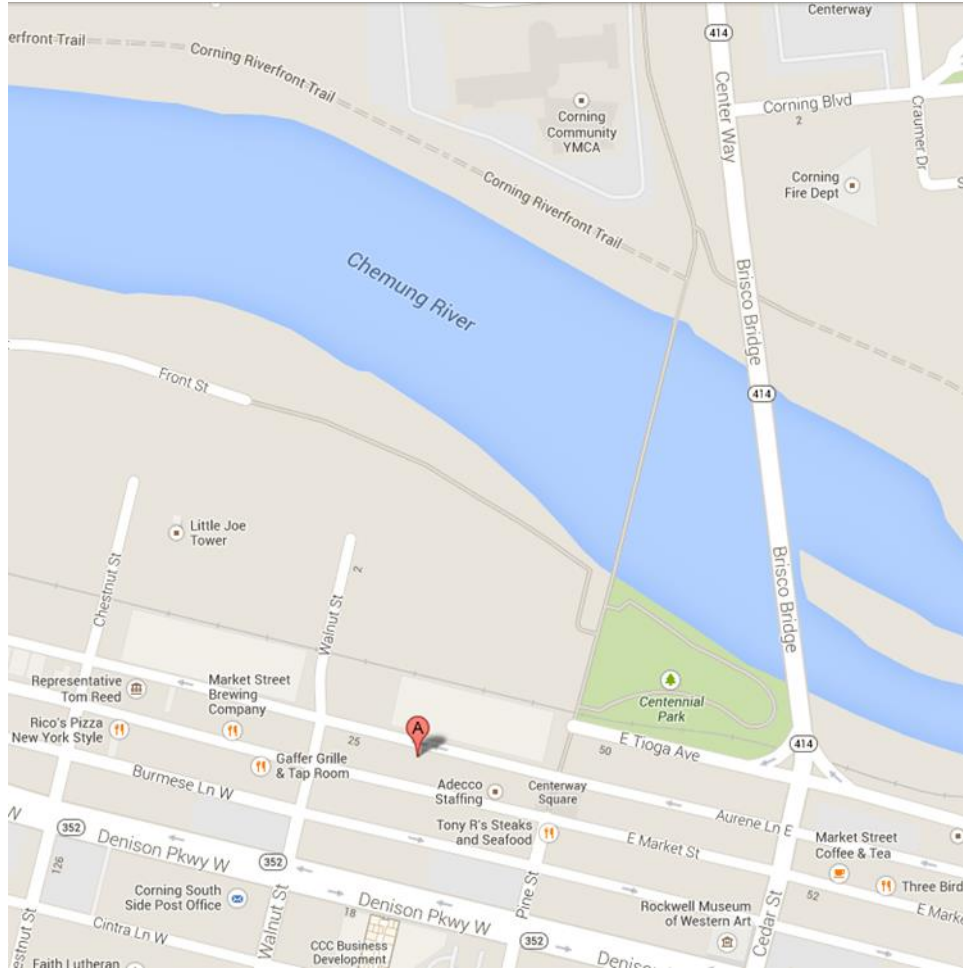 Centerway
erfront Trail
Corning Riverfront Trail
414
Center Way
Corning Blvd
2
Craumer Dr
Corning
Community
YMCA
Corning
Fire Dept
S
Corning Riverfront Trail
Chemung River
Brisco Bridge
414
Front St
Little Joe
Tower
Chestnut St
Walnut St
2
Brisco Bridge
Centennial
Park
Representative
Tom Reed
Market Street
Brewing
Company
Rico's Pizza
New York Style
A
25
E Tioga Ave
50
414
Gaffer Grille
& Tap Room
Burmese Ln W
Adecco
Staffing
Centerway
Square
Aurene Ln E
Tony R's Steaks
and Seafood
E Market St
Market Street
Coffee & Tea
352
Denison Pkwy W
352
126
Three Bird
52
E Marke
Corning South
Side Post Office
Denison Pkwy W
Pine St
Rockwell Museum
of Western Art
Cedar St
18
Walnut St
estnut St
Cintra Ln W
CCC Business
Development
352
Faith Lutheran